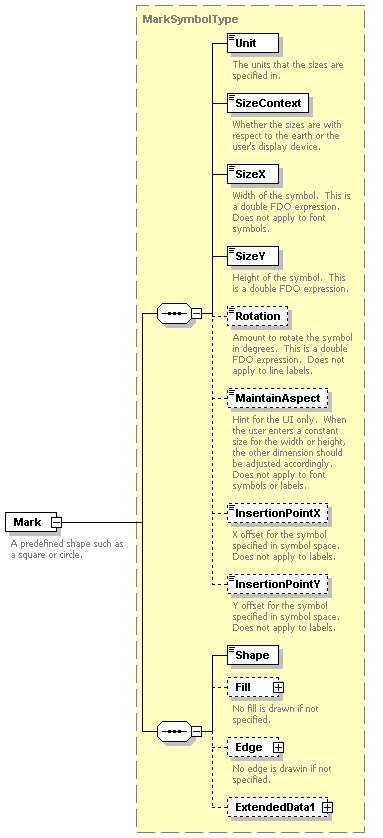 MarkSymbolType
Unit
The units that the sizes are
specified in.
SizeContext
Whether the sizes are with
respect to the earth or the
user's display device.
SizeX
Width of the symbol. This is
a double FDO expression.
Does not apply to font
symbols.
SizeY
Height of the symbol. This
is a double FDO expression.
Rotation
Amount to rotate the symbol
in degrees. This is a double
FDO expression. Does not
apply to line labels.
MaintainAspect
Hint for the UI only. When
the user enters a constant
size for the width or height,
the other dimension should
be adjusted accordingly.
Does not apply to font
symbols or labels.
InsertionPointX
X offset for the symbol
specified in symbol space.
Does not apply to labels.
InsertionPointY
Y offset for the symbol
specified in symbol space.
Does not apply to labels.
Mark
A predefined shape such as
a square or circle.
Shape
Fill
No fill is drawn if not
specified.
Edge
No edge is drawin if not
specified.
ExtendedData1